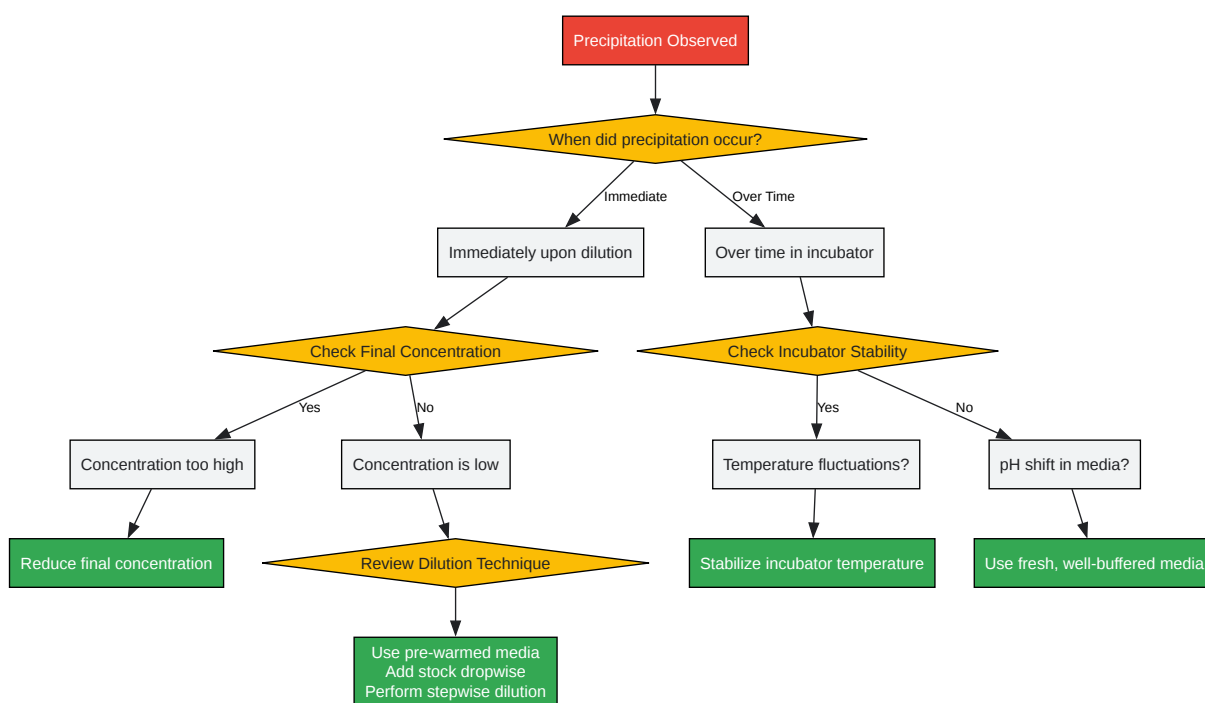 Precipitation Observed
When did precipitation occur?
Immediate
Over Time
Immediately upon dilution
Over time in incubator
Check Final Concentration
Check Incubator Stability
Yes
No
Yes
No
Concentration too high
Concentration is low
Temperature fluctuations?
pH shift in media?
Reduce final concentration
Review Dilution Technique
Stabilize incubator temperature
Use fresh, well-buffered media
Use pre-warmed media
Add stock dropwise
Perform stepwise dilution